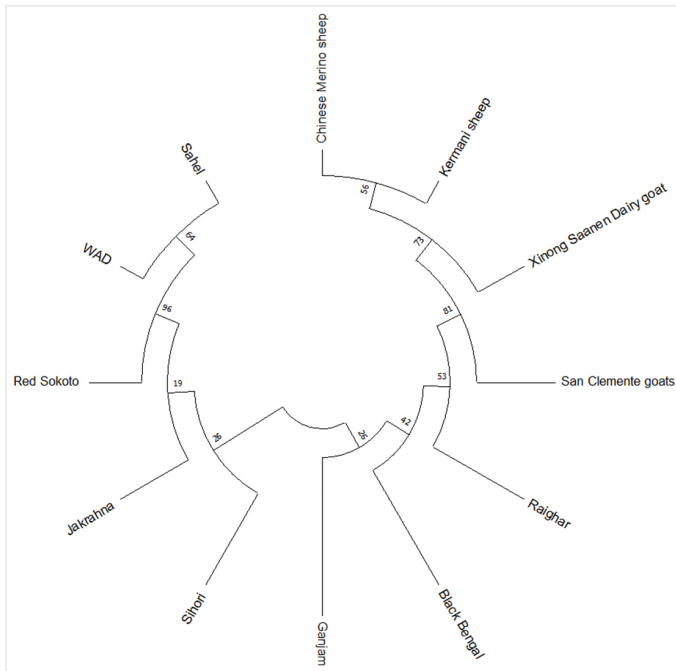 Chinese Merino sheep
Kermani sheep
Xinong Saanen Dairy goat
San Clemente goats
Raighar
Black Bengal
Ganjam
Sihori
Jakrahna
Red Sokoto
WAD
Sahel
56
73
81
53
42
26
26
19
96
64